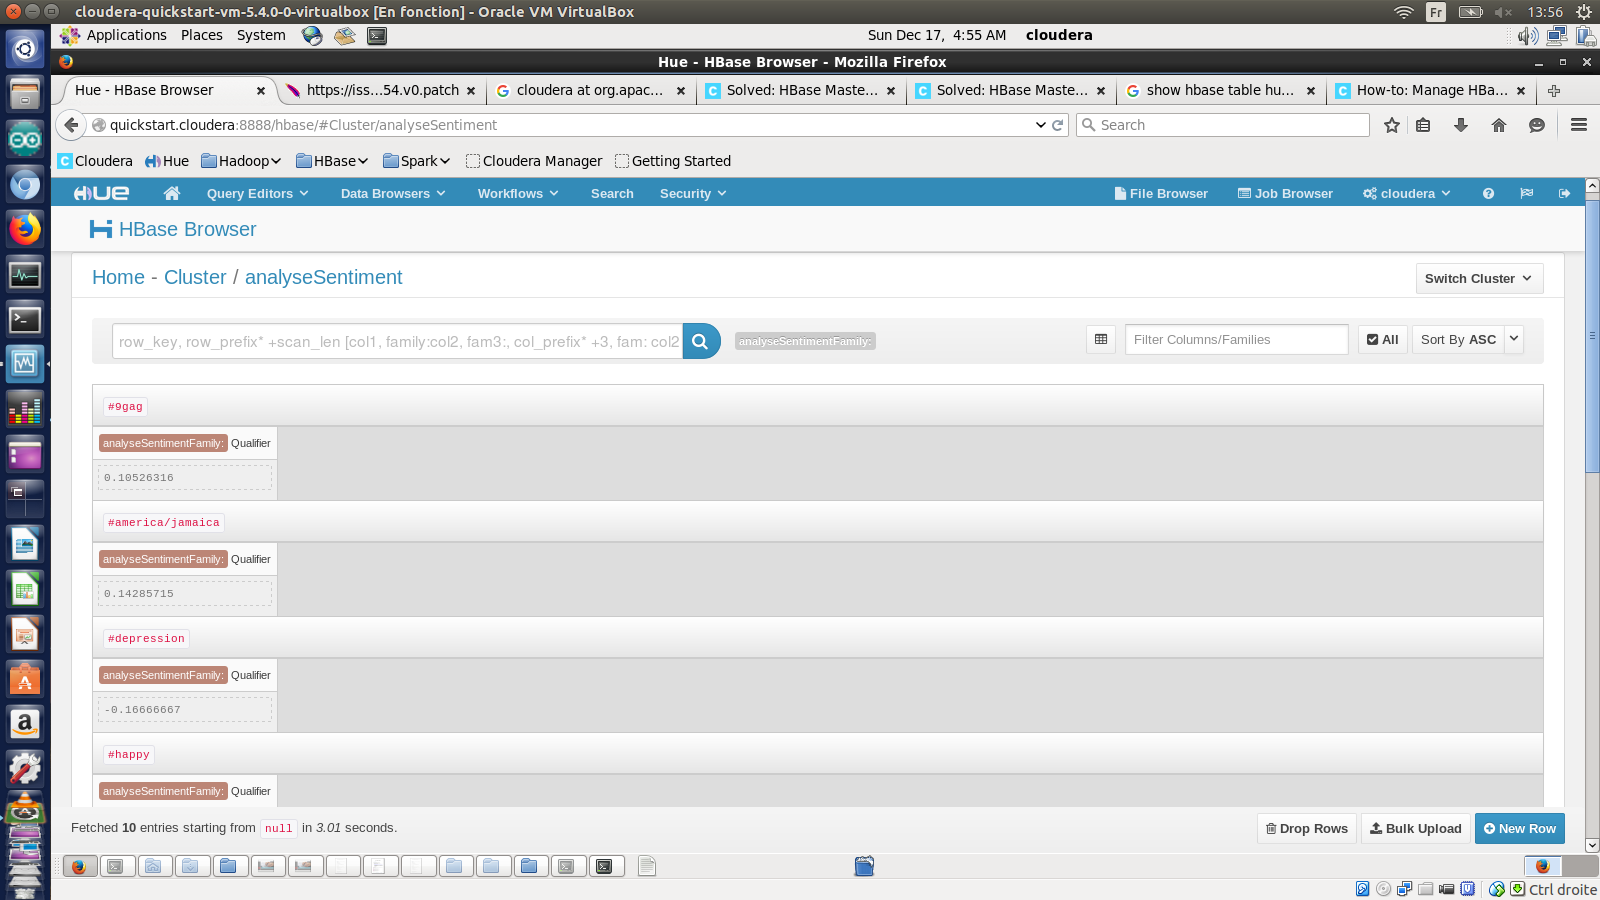 cloudera-quickstart-vm-5.4.0-0-virtualbox [En fonction] - Oracle VM VirtualBox
Fr
13:56
Applications Places System
Sun Dec 17, 4:55 AM cloudera
Hue - HBase Browser - Mozilla Firefox
Hue - HBase Browser
https://iss...54.v0.patch
cloudera at org.apac...
Solved: HBase Maste...
Solved: HBase Maste...
show hbase table hu...
How-to: Manage HBa...
quickstart.cloudera:8888/hbase/#Cluster/analyseSentiment
Search
Cloudera Hue Hadoop HBase Spark Cloudera Manager Getting Started
HUE Query Editors Data Browsers Workflows Search Security File Browser Job Browser cloudera
HBase Browser
Home - Cluster / analyseSentiment
Switch Cluster
row_key, row_prefix* +scan_len [col1, family:col2, fam3:, col_prefix* +3, fam: col2
analyseSentimentFamily:
Filter Columns/Families
All
Sort By ASC
#9gag
analyseSentimentFamily: Qualifier
0.10526316
#america/jamaica
analyseSentimentFamily: Qualifier
0.14285715
#depression
analyseSentimentFamily: Qualifier
-0.16666667
#happy
analyseSentimentFamily: Qualifier
Fetched 10 entries starting from null in 3.01 seconds.
Drop Rows
Bulk Upload
New Row
Ctrl droite